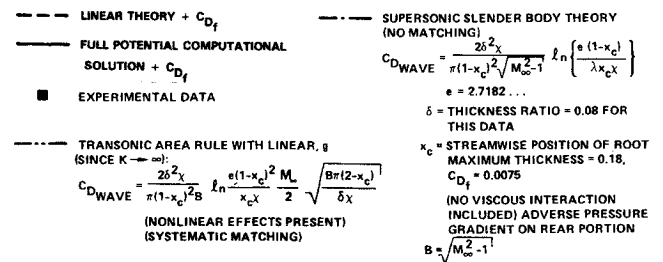 LINEAR THEORY + C_Df
FULL POTENTIAL COMPUTATIONAL
SOLUTION + C_Df
EXPERIMENTAL DATA
TRANSONIC AREA RULE WITH LINEAR, g
(SINCE K → ∞):
C_DWAVE = 2δ²χ / π(1-x_c)²B ℓn e(1-x_c)² / x_cχ M∞ / 2 √(Bπ(2-x_c) / δχ)
(NONLINEAR EFFECTS PRESENT)
(SYSTEMATIC MATCHING)
SUPERSONIC SLENDER BODY THEORY
(NO MATCHING)
C_DWAVE = 2δ²χ / π(1-x_c)²√(M∞²-1) ℓn {e (1-x_c) / λx_cχ}
e = 2.7182 ...
δ = THICKNESS RATIO = 0.08 FOR
THIS DATA
x_c = STREAMWISE POSITION OF ROOT
MAXIMUM THICKNESS = 0.18,
C_Df = 0.0075
(NO VISCOUS INTERACTION
INCLUDED) ADVERSE PRESSURE
GRADIENT ON REAR PORTION
B = √(M∞² -1)